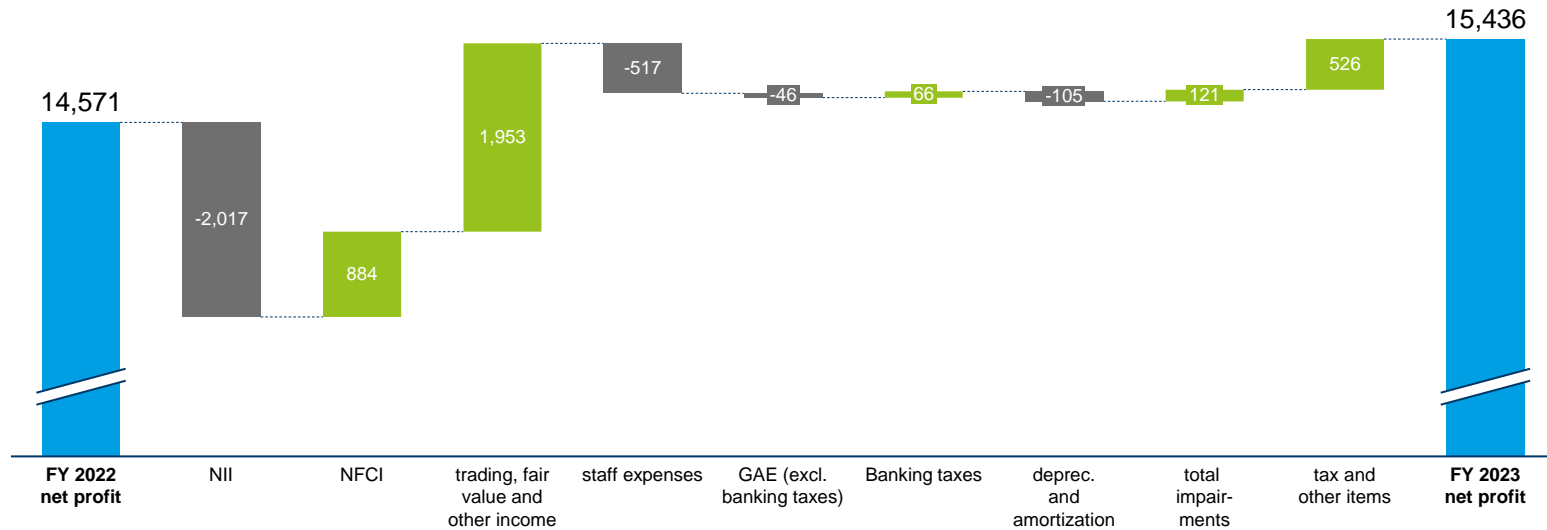 15,436
14,571
-2,017
884
1,953
-517
-46
66
-105
121
526
FY 2022
net profit
NII
NFCI
trading, fair
value and
other income
staff expenses
GAE (excl.
banking taxes)
Banking taxes
deprec.
and
amortization
total
impair-
ments
tax and
other items
FY 2023
net profit